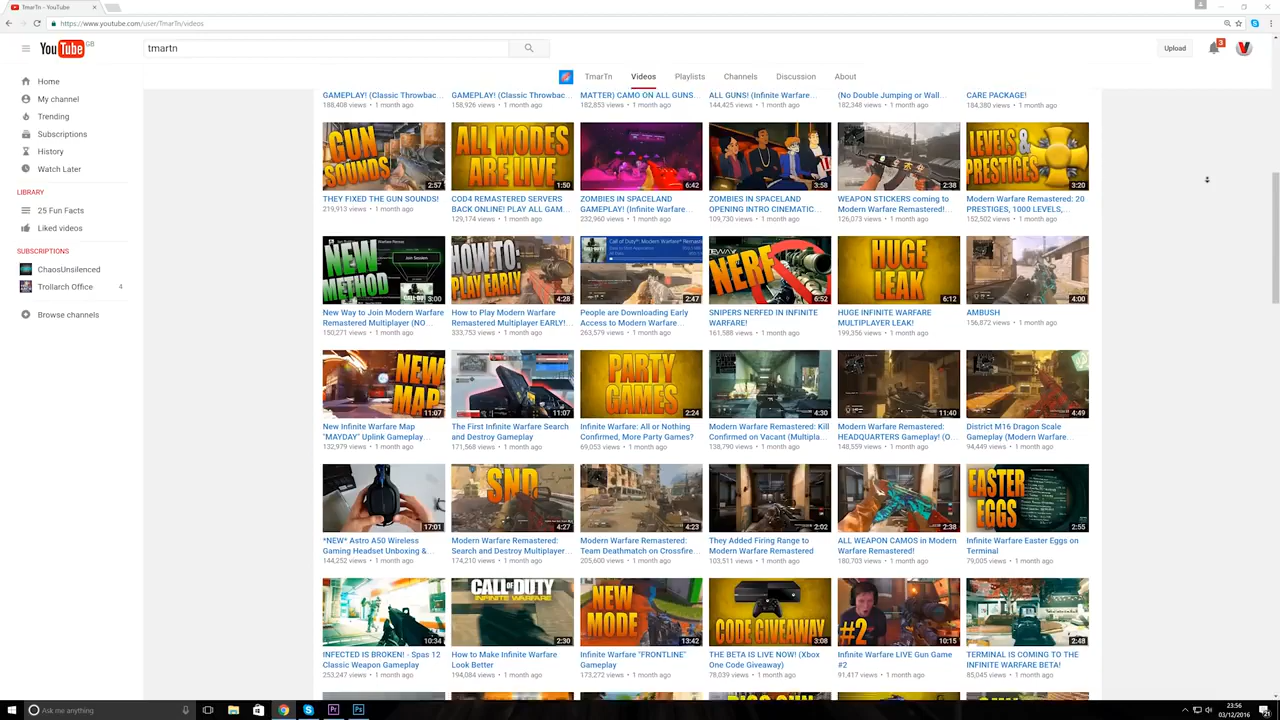 TmarTn - YouTube
https://www.youtube.com/user/TmarTn/videos
YouTube GB
tmartn
Upload
3
TmarTn
Videos
Playlists
Channels
Discussion
About
Home
My channel
Trending
Subscriptions
History
Watch Later
LIBRARY
25 Fun Facts
Liked videos
SUBSCRIPTIONS
ChaosUnsilenced
Trollarch Office 4
Browse channels
GAMEPLAY! (Classic Throwbac...
188,408 views • 1 month ago
GAMEPLAY! (Classic Throwbac...
158,926 views • 1 month ago
MATTER) CAMO ON ALL GUNS...
182,853 views • 1 month ago
ALL GUNS! (Infinite Warfare...
144,425 views • 1 month ago
(No Double Jumping or Wall...
182,348 views • 1 month ago
CARE PACKAGE!
184,380 views • 1 month ago
GUN
SOUNDS
2:57
THEY FIXED THE GUN SOUNDS!
219,913 views • 1 month ago
ALL MODES
ARE LIVE
1:50
COD4 REMASTERED SERVERS
BACK ONLINE! PLAY ALL GAM...
129,174 views • 1 month ago
6:42
ZOMBIES IN SPACELAND
GAMEPLAY! (Infinite Warfare...
232,960 views • 1 month ago
3:58
ZOMBIES IN SPACELAND
OPENING INTRO CINEMATIC...
109,730 views • 1 month ago
2:38
WEAPON STICKERS coming to
Modern Warfare Remastered!...
126,073 views • 1 month ago
LEVELS &
PRESTIGES
3:20
Modern Warfare Remastered: 20
PRESTIGES, 1000 LEVELS,...
152,502 views • 1 month ago
NEW
METHOD
Join Session
3:00
New Way to Join Modern Warfare
Remastered Multiplayer (NO...
150,271 views • 1 month ago
HOW TO:
PLAY EARLY
4:28
How to Play Modern Warfare
Remastered Multiplayer EARLY!...
333,753 views • 1 month ago
Call of Duty®: Modern Warfare® Remast
2:47
People are Downloading Early
Access to Modern Warfare...
263,579 views • 1 month ago
NERF
6:52
SNIPERS NERFED IN INFINITE
WARFARE!
161,588 views • 1 month ago
HUGE
LEAK
6:12
HUGE INFINITE WARFARE
MULTIPLAYER LEAK!
199,356 views • 1 month ago
4:00
AMBUSH
156,872 views • 1 month ago
NEW
MAP
11:07
New Infinite Warfare Map
"MAYDAY" Uplink Gameplay...
132,979 views • 1 month ago
11:07
The First Infinite Warfare Search
and Destroy Gameplay
171,568 views • 1 month ago
PARTY
GAMES
2:24
Infinite Warfare: All or Nothing
Confirmed, More Party Games?
69,053 views • 1 month ago
4:30
Modern Warfare Remastered: Kill
Confirmed on Vacant (Multipla...
138,790 views • 1 month ago
11:40
Modern Warfare Remastered:
HEADQUARTERS Gameplay! (O...
148,559 views • 1 month ago
4:49
District M16 Dragon Scale
Gameplay (Modern Warfare...
94,449 views • 1 month ago
17:01
*NEW* Astro A50 Wireless
Gaming Headset Unboxing &...
144,252 views • 1 month ago
SND
4:27
Modern Warfare Remastered:
Search and Destroy Multiplayer...
174,210 views • 1 month ago
4:23
Modern Warfare Remastered:
Team Deathmatch on Crossfire...
205,600 views • 1 month ago
2:02
They Added Firing Range to
Modern Warfare Remastered
103,511 views • 1 month ago
2:38
ALL WEAPON CAMOS in Modern
Warfare Remastered!
180,703 views • 1 month ago
EASTER
EGGS
2:55
Infinite Warfare Easter Eggs on
Terminal
79,005 views • 1 month ago
10:34
INFECTED IS BROKEN! - Spas 12
Classic Weapon Gameplay
253,247 views • 1 month ago
CALL OF DUTY
INFINITE WARFARE
2:30
How to Make Infinite Warfare
Look Better
194,084 views • 1 month ago
NEW
MODE
13:42
Infinite Warfare "FRONTLINE"
Gameplay
173,272 views • 1 month ago
CODE GIVEAWAY
3:08
THE BETA IS LIVE NOW! (Xbox
One Code Giveaway)
78,039 views • 1 month ago
#2
10:15
Infinite Warfare LIVE Gun Game
#2
91,417 views • 1 month ago
2:48
TERMINAL IS COMING TO THE
INFINITE WARFARE BETA!
85,045 views • 1 month ago
Ask me anything
23:56
03/12/2016